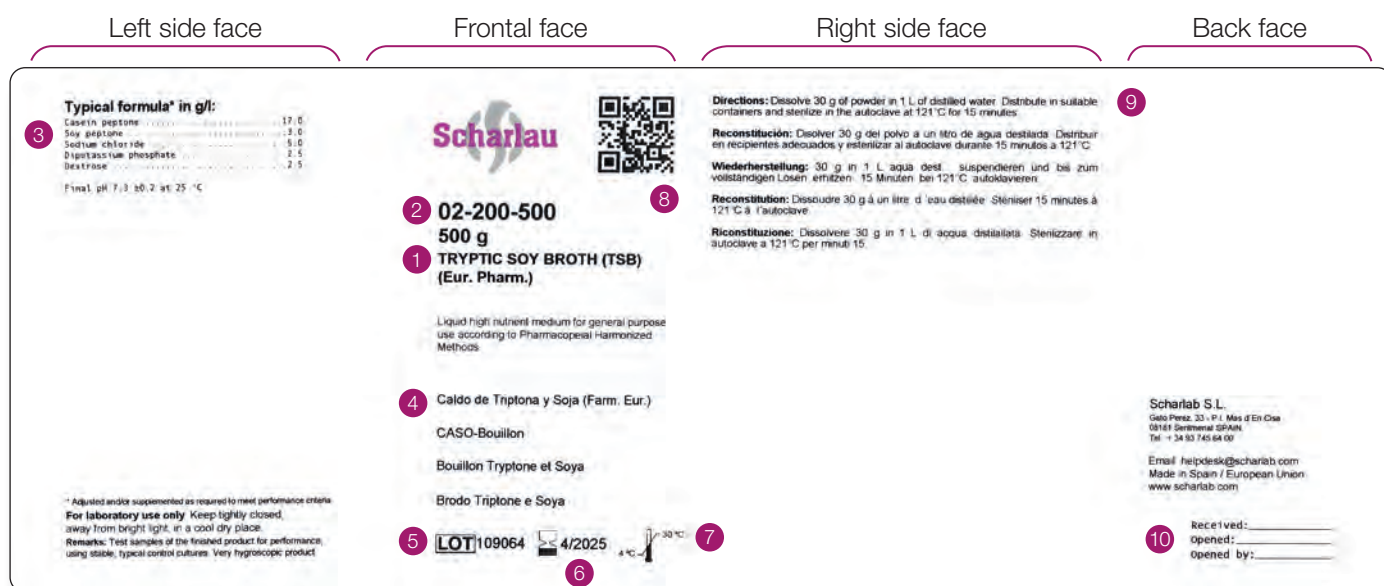 Left side face
Frontal face
Right side face
Back face
3
Typical formula* in g/l:
Casein peptone .......................... 17.0
Soy peptone .......................... 3.0
Sodium chloride .......................... 5.0
Dipotassium phosphate .......................... 2.5
Dextrose .......................... 2.5
Final pH 7.3 ±0.2 at 25 °C
* Adjusted and/or supplemented as required to meet performance criteria
For laboratory use only Keep tightly closed,
away from bright light, in a cool dry place.
Remarks: Test samples of the finished product for performance,
using stable, typical control cultures. Very hygroscopic product
Scharlau
8
2
02-200-500
500 g
1
TRYPTIC SOY BROTH (TSB)
(Eur. Pharm.)
Liquid high nutrient medium for general purpose
use according to Pharmacopeial Harmonized
Methods
4
Caldo de Triptona y Soja (Farm. Eur.)
CASO-Bouillon
Bouillon Tryptone et Soya
Brodo Triptone e Soya
5
LOT 109064
4/2025
6
4 ºC
30 ºC
7
Directions: Dissolve 30 g of powder in 1 L of distilled water Distribute in suitable
containers and sterilize in the autoclave at 121°C for 15 minutes
Reconstitución: Disolver 30 g del polvo a un litro de agua destilada Distribuir
en recipientes adecuados y esterilizar al autoclave durante 15 minutos a 121°C
Wiederherstellung: 30 g in 1 L aqua dest. suspendieren und bis zum
vollständigen Lösen erhitzen 15 Minuten bei 121°C autoklavieren
Reconstitution: Dissoudre 30 g à un litre d'eau distillée Stériliser 15 minutes à
121°C à l'autoclave
Riconstituzione: Dissolvere 30 g in 1 L di acqua distilallata Sterilizzare in
autoclave a 121°C per minuti 15.
9
Scharlab S.L.
Gato Pérez, 33 - P.I. Mas d'En Cisa
08181 Sentmenat SPAIN
Tel. + 34 93 745 64 00
Email helpdesk@scharlab.com
Made in Spain / European Union
www scharlab com
10
Received:
Opened:
Opened by: